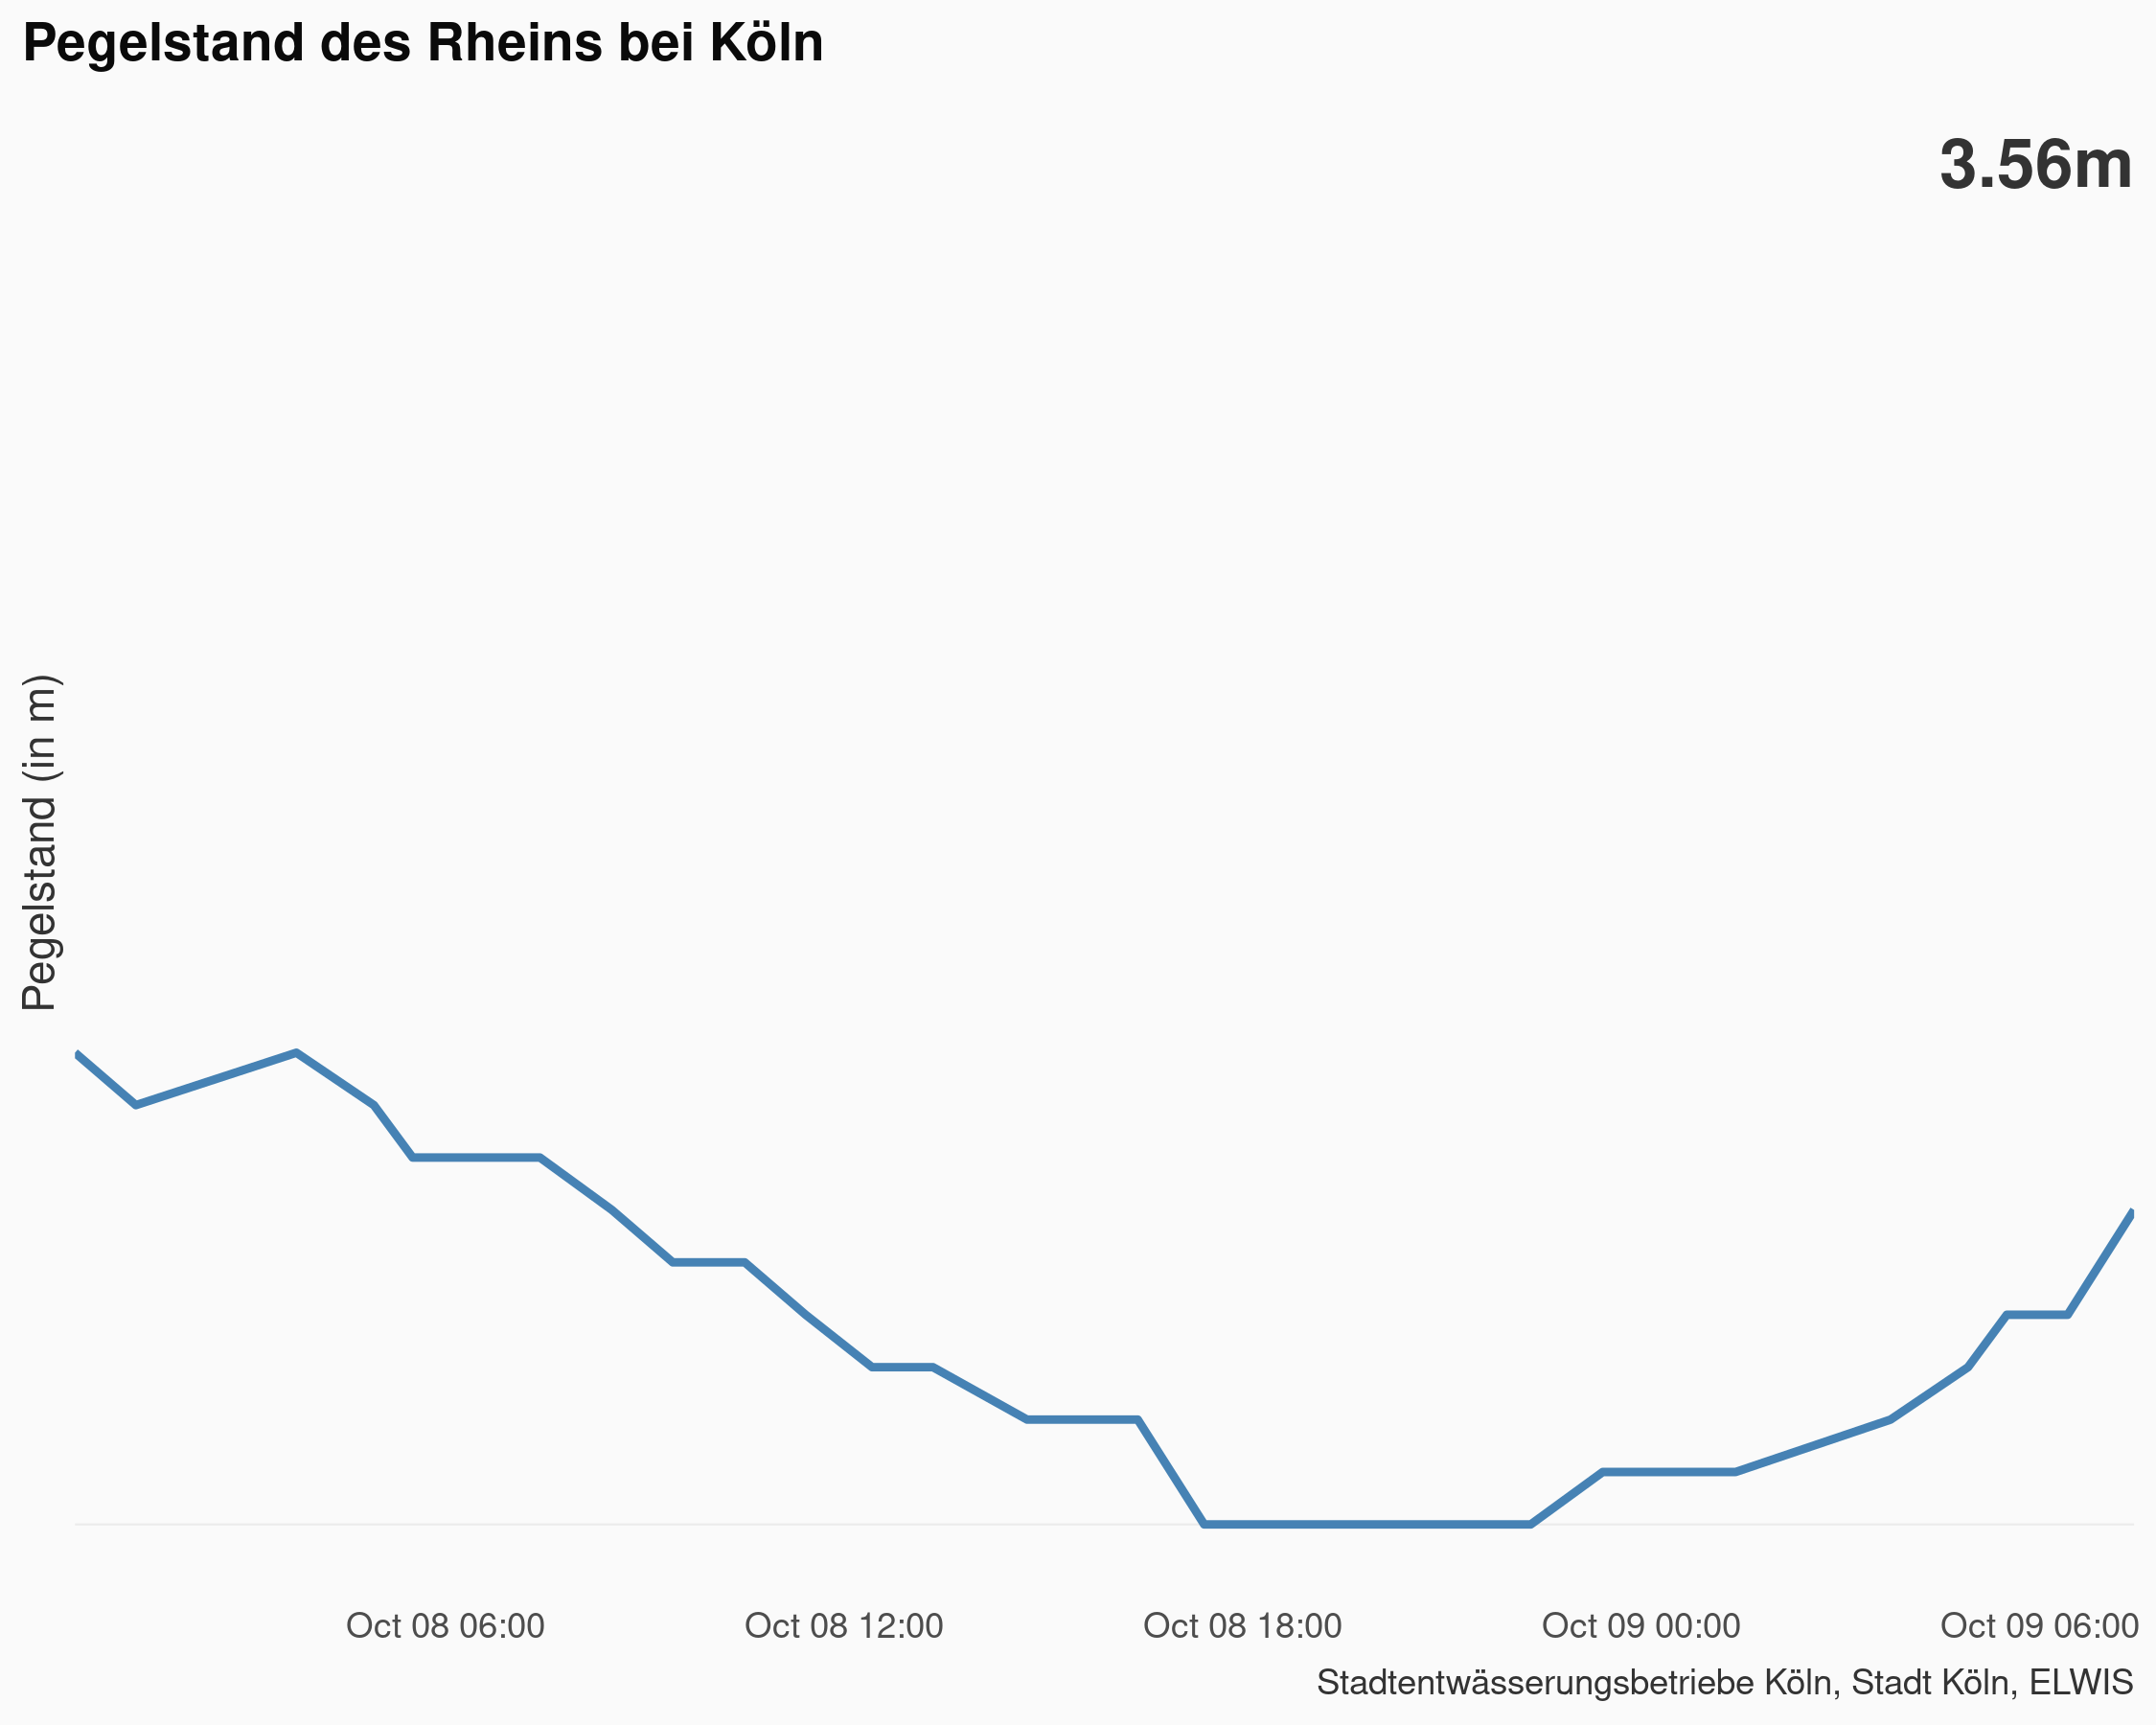 Pegelstand des Rheins bei Köln
3.56m
Pegelstand (in m)
Oct 08 06:00 Oct 08 12:00 Oct 08 18:00 Oct 09 00:00 Oct 09 06:00
Stadtentwässerungsbetriebe Köln, Stadt Köln, ELWIS